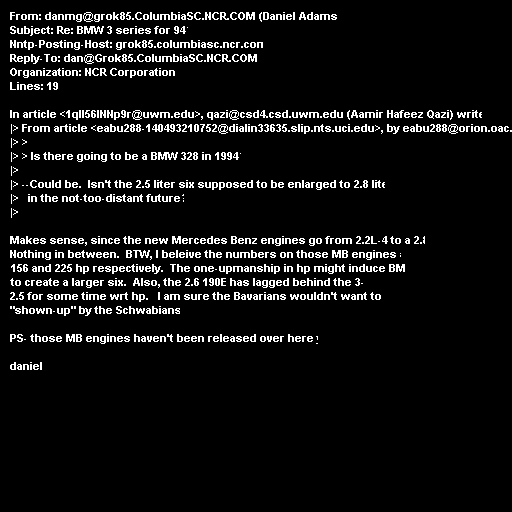 From: danmg@grok85.ColumbiaSC.NCR.COM (Daniel Adams
Subject: Re: BMW 3 series for 94
Nntp-Posting-Host: grok85.columbiasc.ncr.com
Reply-To: dan@Grok85.ColumbiaSC.NCR.COM
Organization: NCR Corporation
Lines: 19

In article <1qll56INNp9r@uwm.edu>, qazi@csd4.csd.uwm.edu (Aamir Hafeez Qazi) write
|> From article <eabu288-140493210752@dialin33635.slip.nts.uci.edu>, by eabu288@orion.oac.
|> >
|> > Is there going to be a BMW 328 in 1994
|>
|> --Could be.  Isn't the 2.5 liter six supposed to be enlarged to 2.8
|>   in the not-too-distant future
|>

Makes sense, since the new Mercedes Benz engines go from 2.2L-4 to a 2.8
Nothing in between.  BTW, I beleive the numbers on those MB engines
156 and 225 hp respectively.  The one-upmanship in hp might induce BM
to create a larger six.  Also, the 2.6 190E has lagged behind the 3-
2.5 for some time wrt hp.   I am sure the Bavarians wouldn't want to
"shown-up" by the Schwabians

PS- those MB engines haven't been released over here

daniel